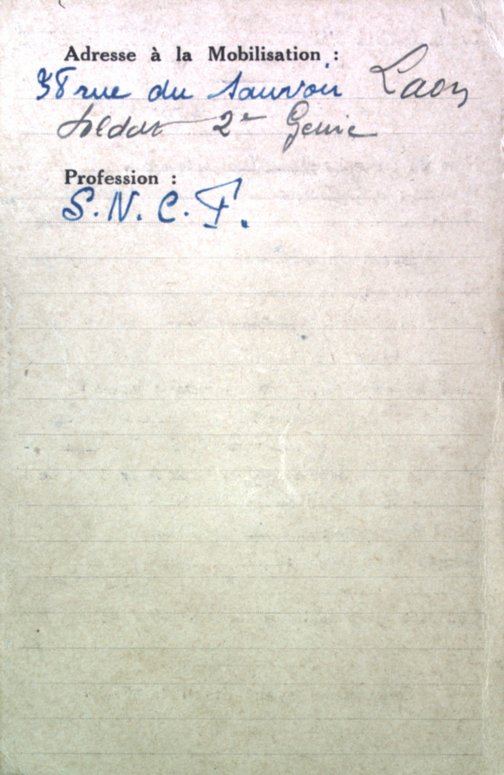 Adresse à la Mobilisation :
38 rue du Sauvoir Laon
soldat 2e Genie
Profession :
S.N.C.F.